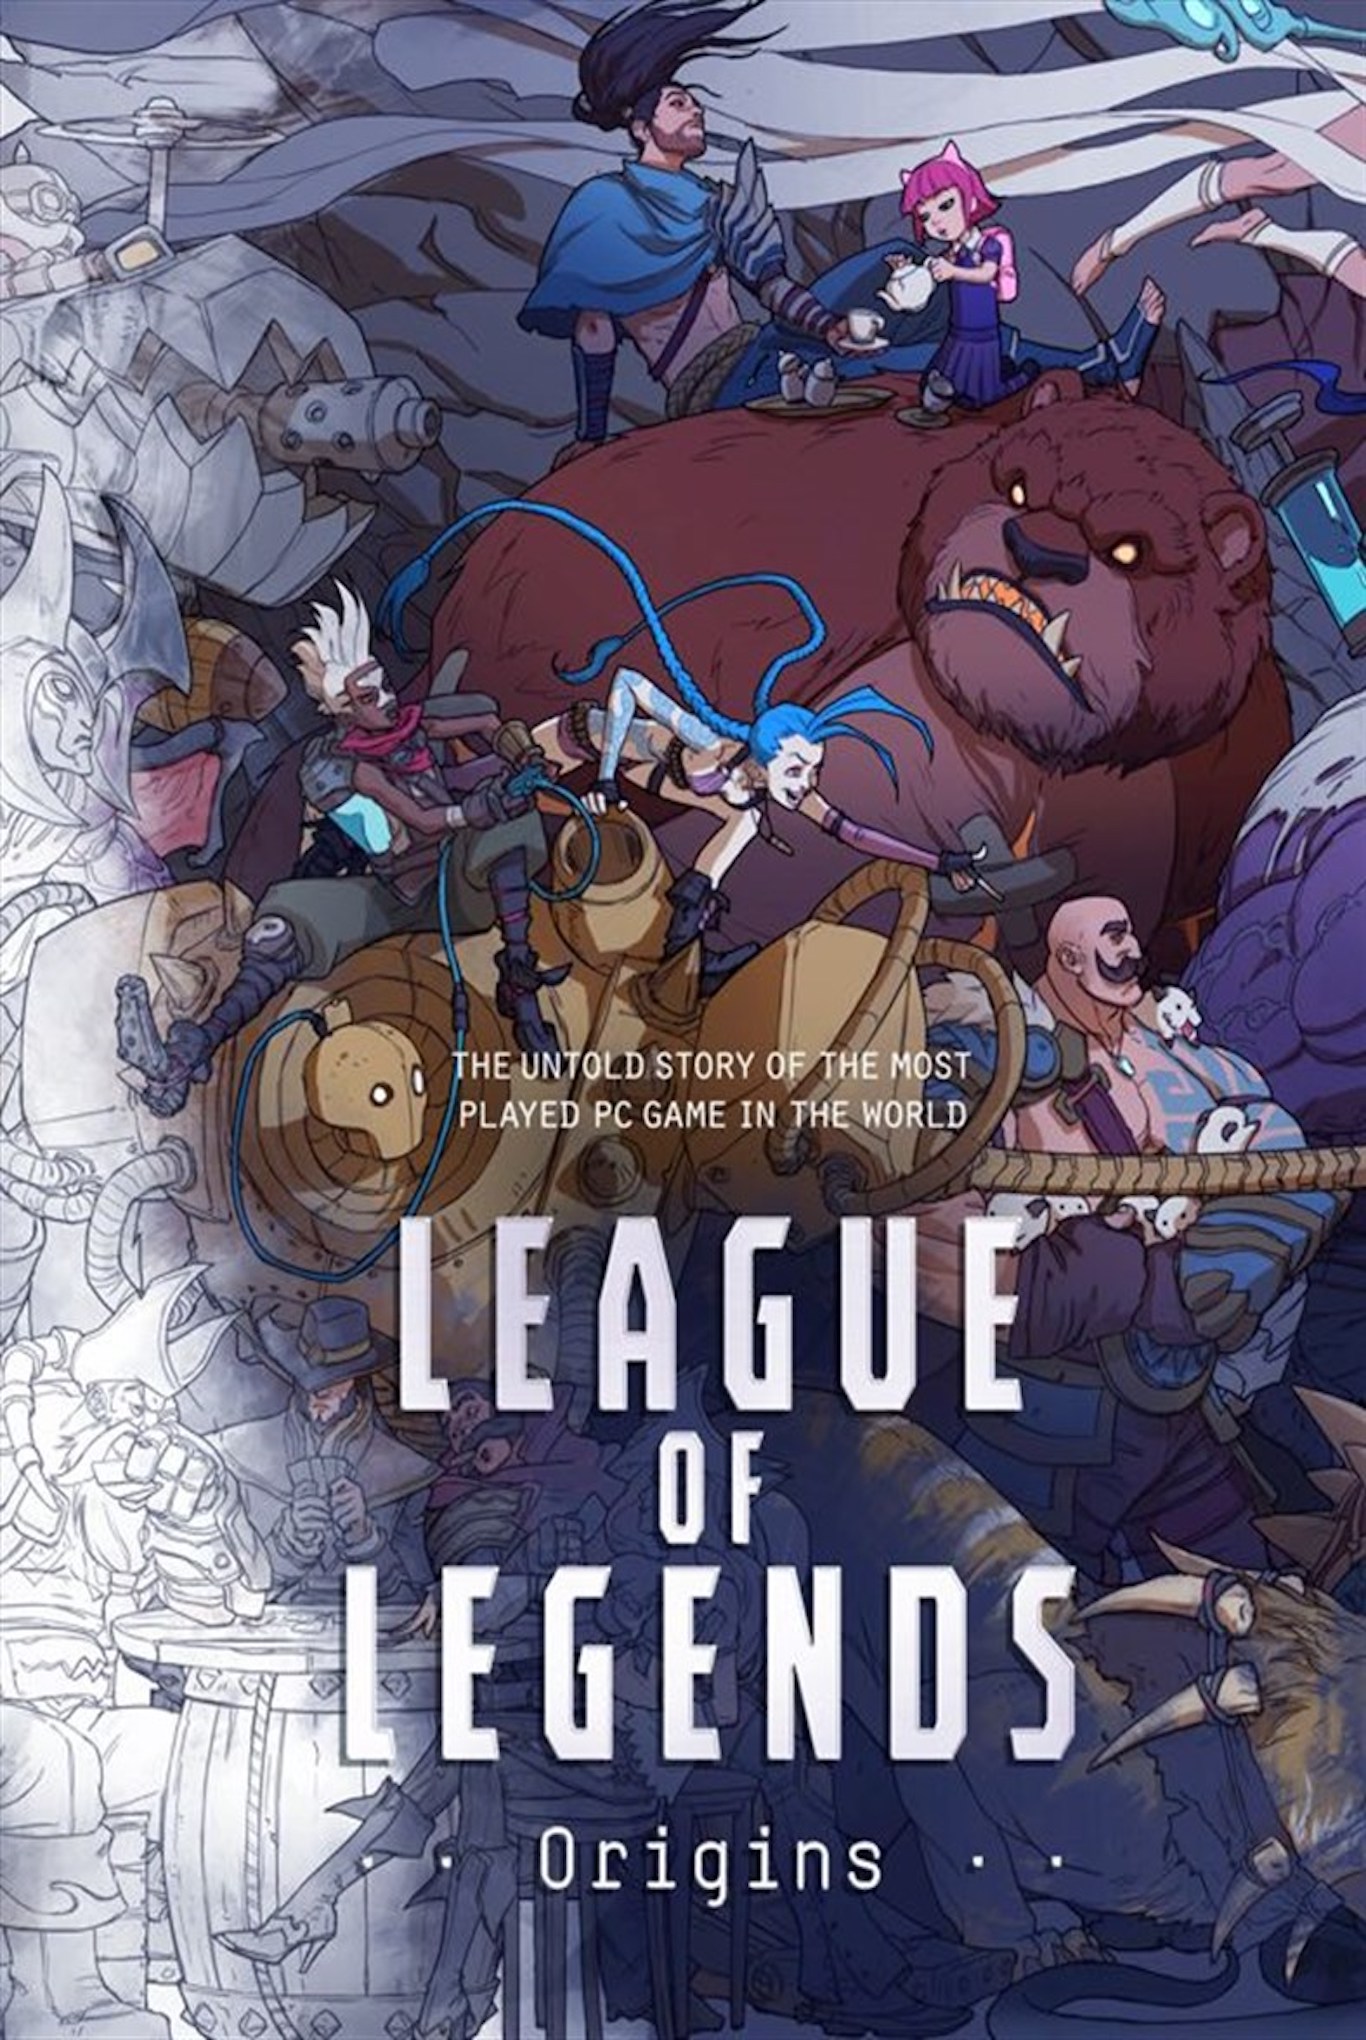 THE UNTOLD STORY OF THE MOST
PLAYED PC GAME IN THE WORLD
LEAGUE
OF
LEGENDS
·· Origins ··